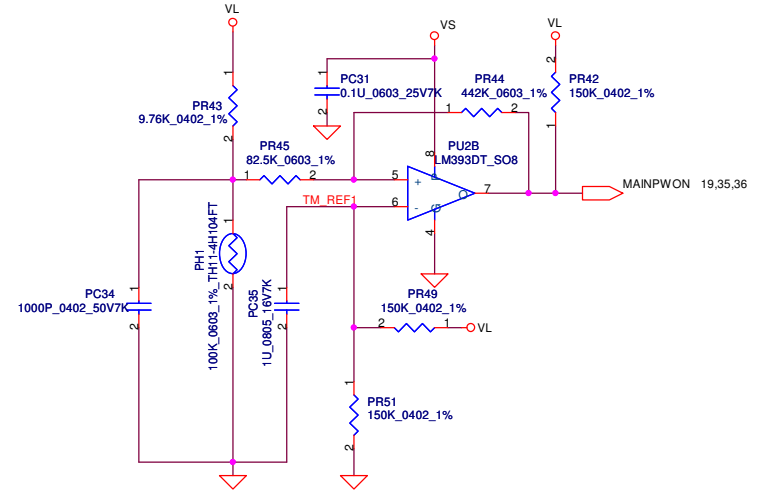 VL
VS
VL
1
PR43
9.76K_0402_1%
2
1
PC31
0.1U_0603_25V7K
2
PR44
442K_0603_1%
1
2
2
PR42
150K_0402_1%
1
PR45
82.5K_0603_1%
1
2
PU2B
LM393DT_SO8
8
5
+
P
6
-
G
O
7
4
TM_REF1
MAINPWON 19,35,36
1
PH1
100K_0603_1%_TH11-4H104FT
2
1
PC34
1000P_0402_50V7K
2
1
PC35
1U_0805_16V7K
2
PR49
150K_0402_1%
2
1
VL
1
PR51
150K_0402_1%
2